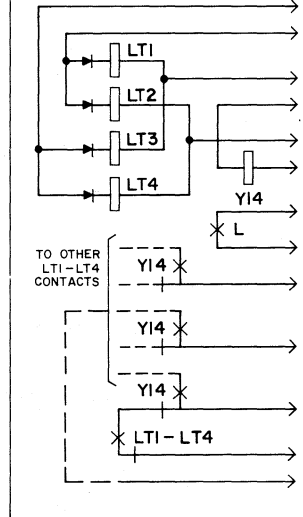 LT1
LT2
LT3
LT4
Y14
L
TO OTHER
LT1-LT4
CONTACTS
Y14
Y14
Y14
LT1-LT4